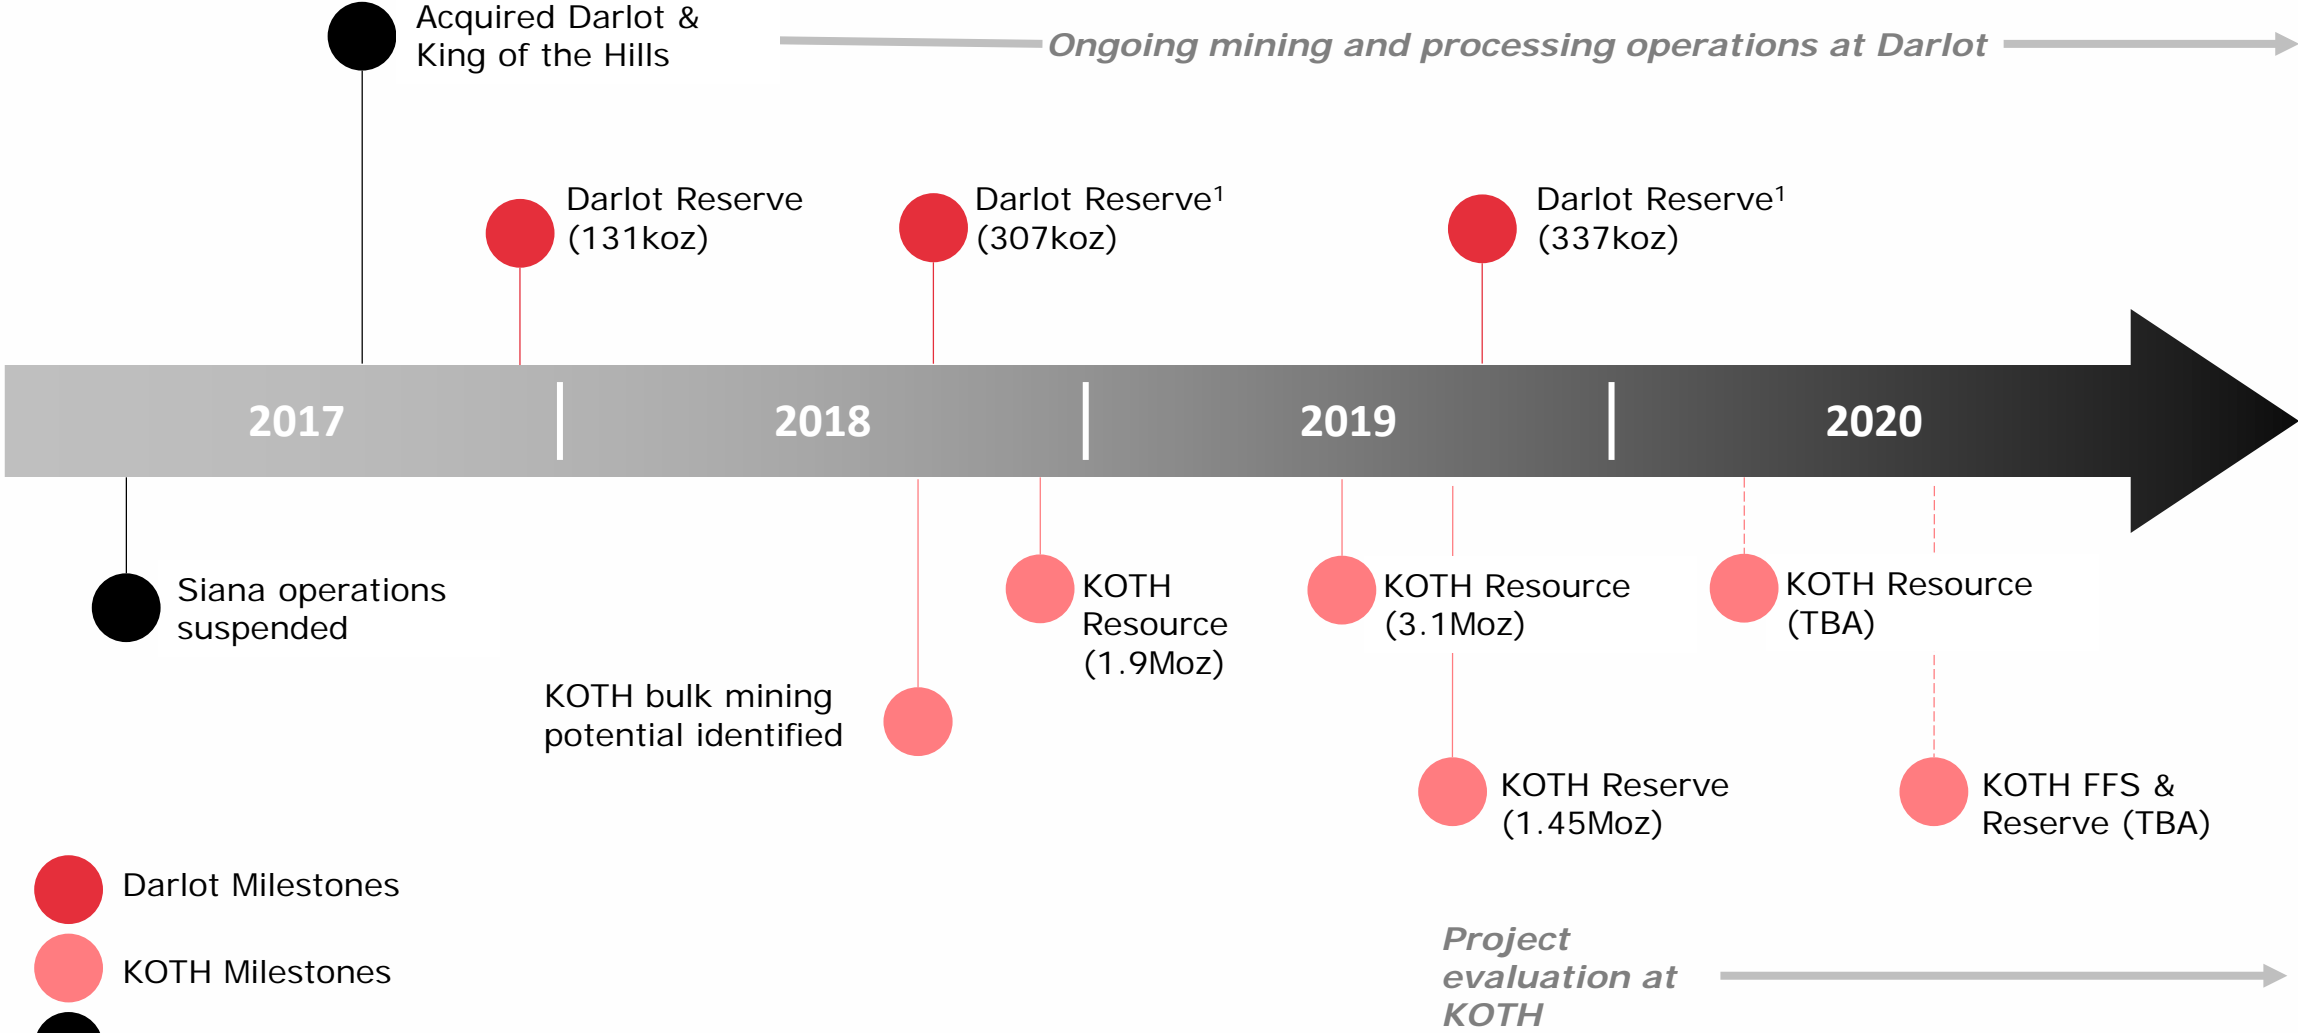 Acquired Darlot &
King of the Hills
Ongoing mining and processing operations at Darlot
Darlot Reserve
(131koz)
Darlot Reserve¹
(307koz)
Darlot Reserve¹
(337koz)
2017
2018
2019
2020
Siana operations
suspended
KOTH bulk mining
potential identified
KOTH
Resource
(1.9Moz)
KOTH Resource
(3.1Moz)
KOTH Reserve
(1.45Moz)
KOTH Resource
(TBA)
KOTH FFS &
Reserve (TBA)
Darlot Milestones
KOTH Milestones
Project
evaluation at
KOTH